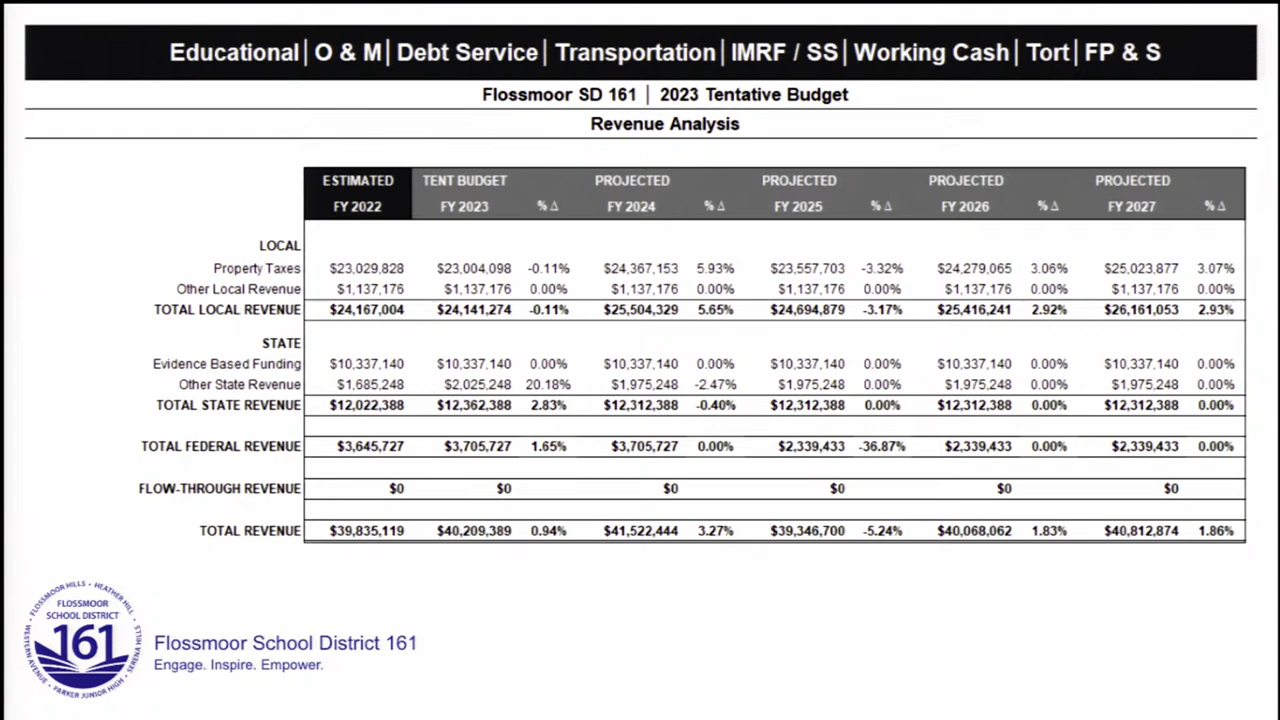 Educational| O & M| Debt Service| Transportation| IMRF / SS| Working Cash| Tort| FP & S
Flossmoor SD 161 | 2023 Tentative Budget
Revenue Analysis
ESTIMATED TENT BUDGET PROJECTED PROJECTED PROJECTED PROJECTED
FY 2022 FY 2023 % Δ FY 2024 % Δ FY 2025 % Δ FY 2026 % Δ FY 2027 % Δ
LOCAL
Property Taxes $23,029,828 $23,004,098 -0.11% $24,367,153 5.93% $23,557,703 -3.32% $24,279,065 3.06% $25,023,877 3.07%
Other Local Revenue $1,137,176 $1,137,176 0.00% $1,137,176 0.00% $1,137,176 0.00% $1,137,176 0.00% $1,137,176 0.00%
TOTAL LOCAL REVENUE $24,167,004 $24,141,274 -0.11% $25,504,329 5.65% $24,694,879 -3.17% $25,416,241 2.92% $26,161,053 2.93%
STATE
Evidence Based Funding $10,337,140 $10,337,140 0.00% $10,337,140 0.00% $10,337,140 0.00% $10,337,140 0.00% $10,337,140 0.00%
Other State Revenue $1,685,248 $2,025,248 20.18% $1,975,248 -2.47% $1,975,248 0.00% $1,975,248 0.00% $1,975,248 0.00%
TOTAL STATE REVENUE $12,022,388 $12,362,388 2.83% $12,312,388 -0.40% $12,312,388 0.00% $12,312,388 0.00% $12,312,388 0.00%
TOTAL FEDERAL REVENUE $3,645,727 $3,705,727 1.65% $3,705,727 0.00% $2,339,433 -36.87% $2,339,433 0.00% $2,339,433 0.00%
FLOW-THROUGH REVENUE $0 $0 $0 $0 $0 $0
TOTAL REVENUE $39,835,119 $40,209,389 0.94% $41,522,444 3.27% $39,346,700 -5.24% $40,068,062 1.83% $40,812,874 1.86%
WESTERN AVENUE • FLOSSMOOR HILLS • HEATHER HILL • SERENA HILLS • PARKER JUNIOR HIGH •
FLOSSMOOR
SCHOOL DISTRICT
161
Flossmoor School District 161
Engage. Inspire. Empower.